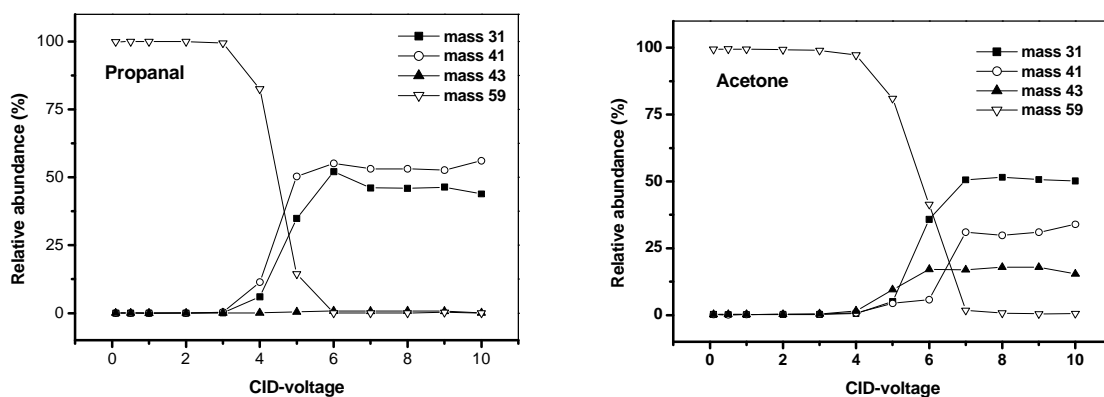 Propanal
mass 31
mass 41
mass 43
mass 59
Relative abundance (%)
100
75
50
25
0
0 2 4 6 8 10
CID-voltage
Acetone
mass 31
mass 41
mass 43
mass 59
Relative abundance (%)
100
75
50
25
0
0 2 4 6 8 10
CID-voltage